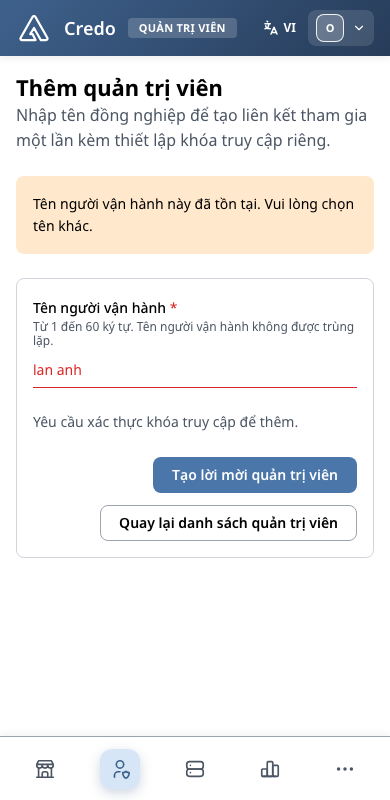 Credo
QUẢN TRỊ VIÊN
VI
O
Thêm quản trị viên
Nhập tên đồng nghiệp để tạo liên kết tham gia
một lần kèm thiết lập khóa truy cập riêng.
Tên người vận hành này đã tồn tại. Vui lòng chọn
tên khác.
Tên người vận hành *
Từ 1 đến 60 ký tự. Tên người vận hành không được trùng
lặp.
lan anh
Yêu cầu xác thực khóa truy cập để thêm.
Tạo lời mời quản trị viên
Quay lại danh sách quản trị viên